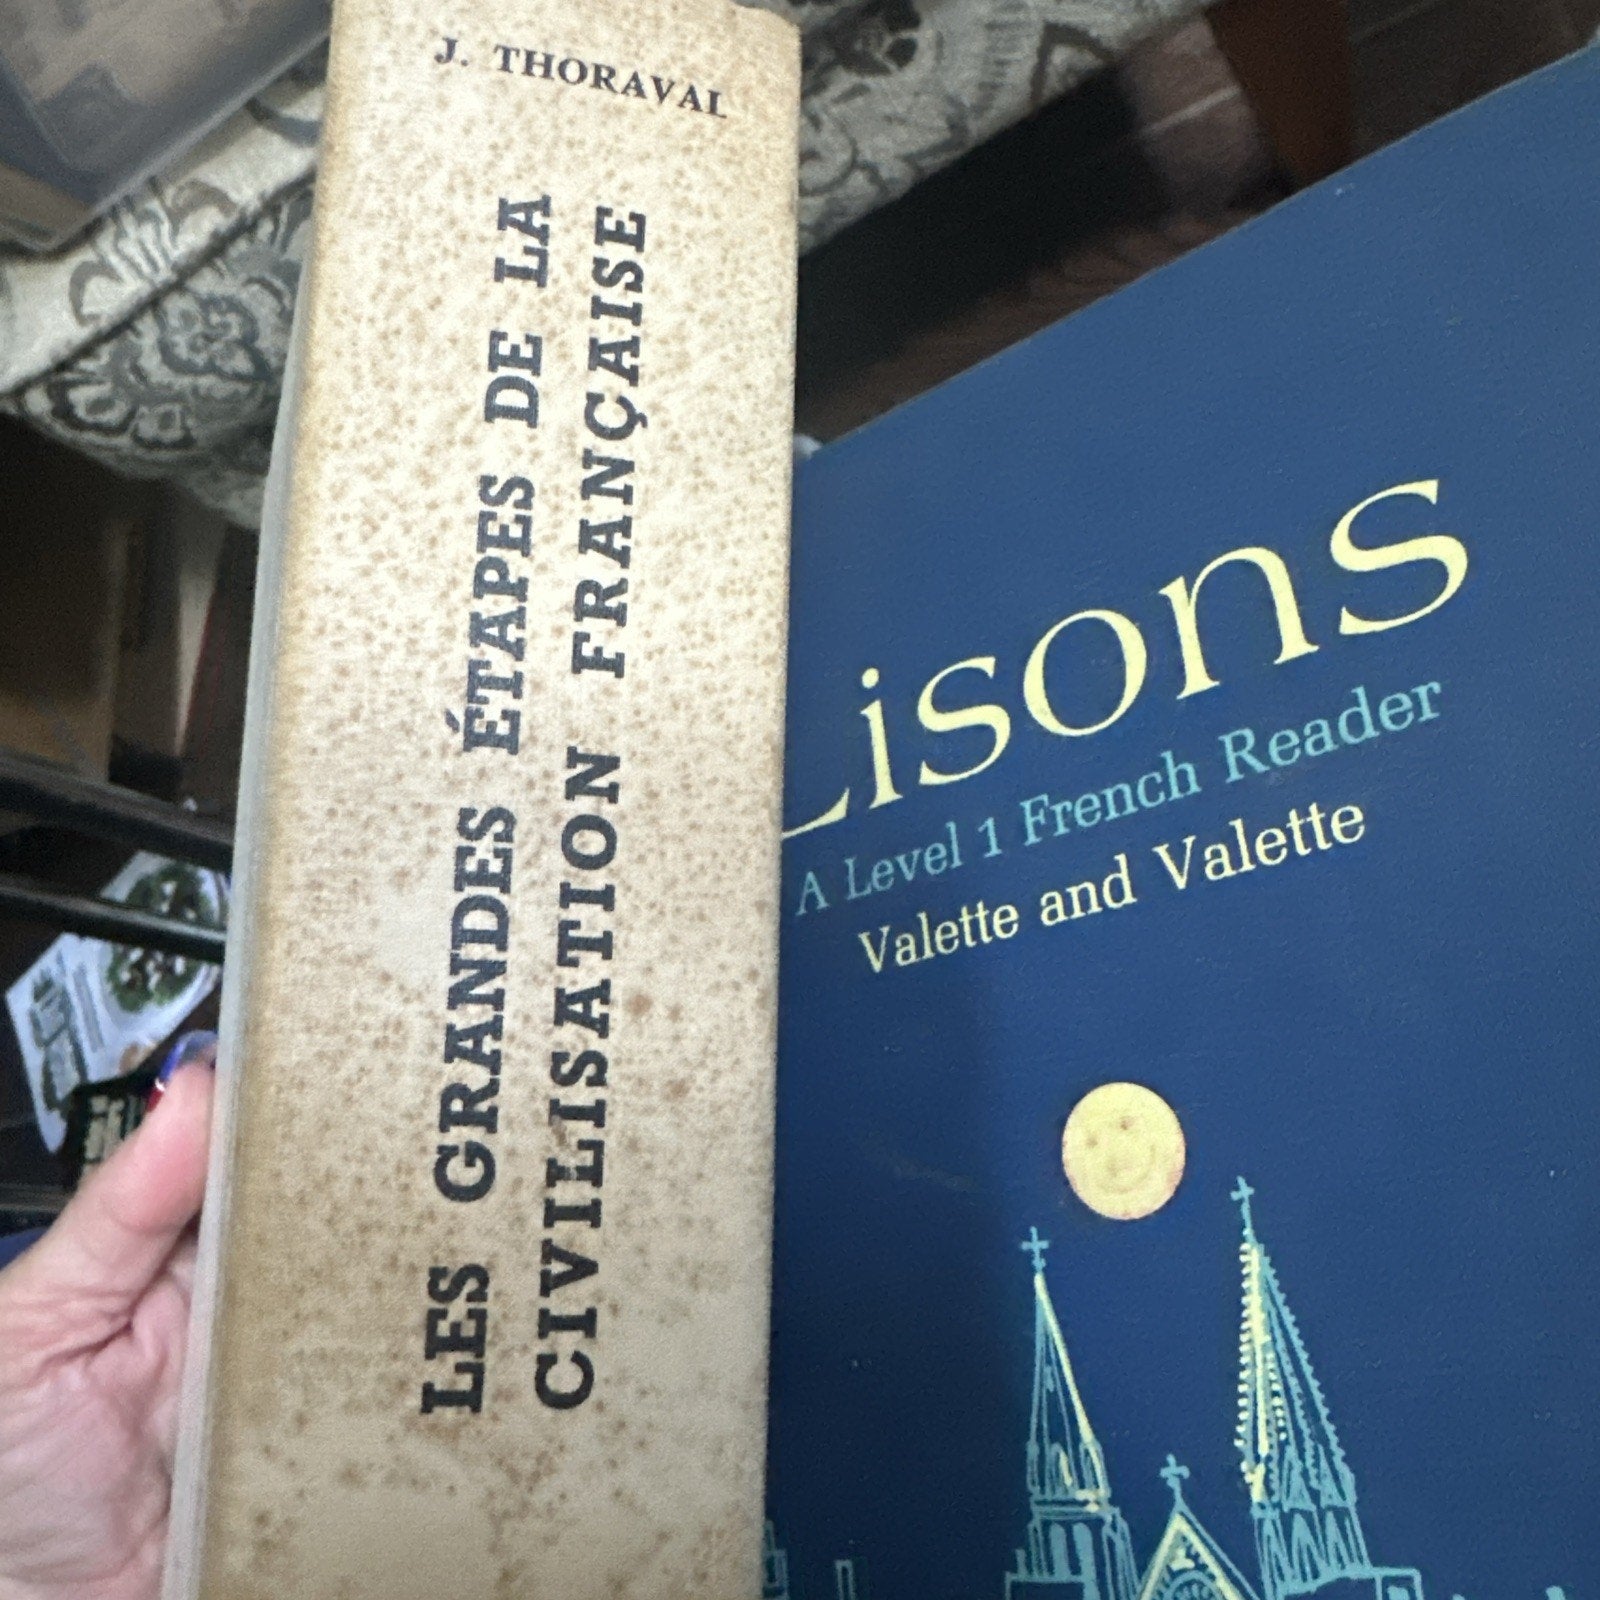 J. THORAVAL
LES GRANDES ÉTAPES DE LA
CIVILISATION FRANÇAISE
Lisons
A Level 1 French Reader
Valette and Valette